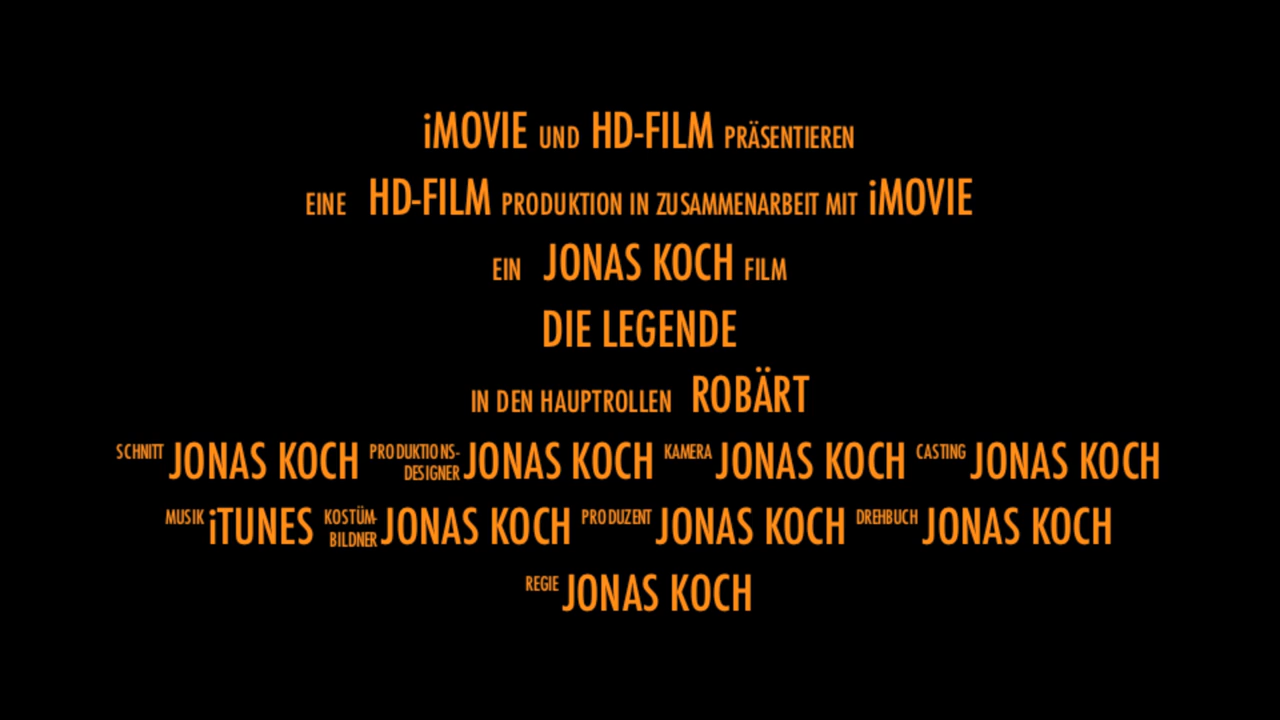 iMOVIE UND HD-FILM PRÄSENTIEREN
EINE HD-FILM PRODUKTION IN ZUSAMMENARBEIT MIT iMOVIE
EIN JONAS KOCH FILM
DIE LEGENDE
IN DEN HAUPTROLLEN ROBÄRT
SCHNITT JONAS KOCH PRODUKTIONS-DESIGNER JONAS KOCH KAMERA JONAS KOCH CASTING JONAS KOCH
MUSIK iTUNES KOSTÜM-BILDNER JONAS KOCH PRODUZENT JONAS KOCH DREHBUCH JONAS KOCH
REGIE JONAS KOCH